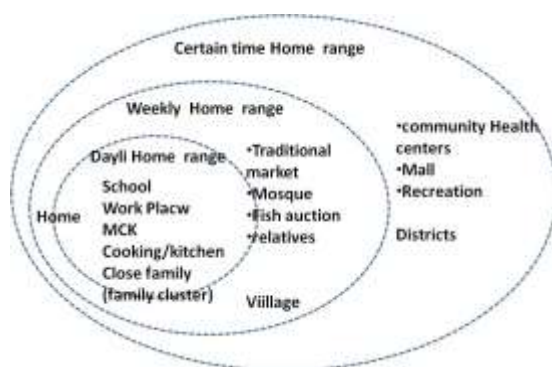 Certain time Home range
Weekly Home range
Dayli Home range
Home
School
Work Placw
MCK
Cooking/kitchen
Close family
(family cluster)
•Traditional
market
•Mosque
•Fish auction
•relatives
Viillage
•community Health
centers
•Mall
•Recreation
Districts